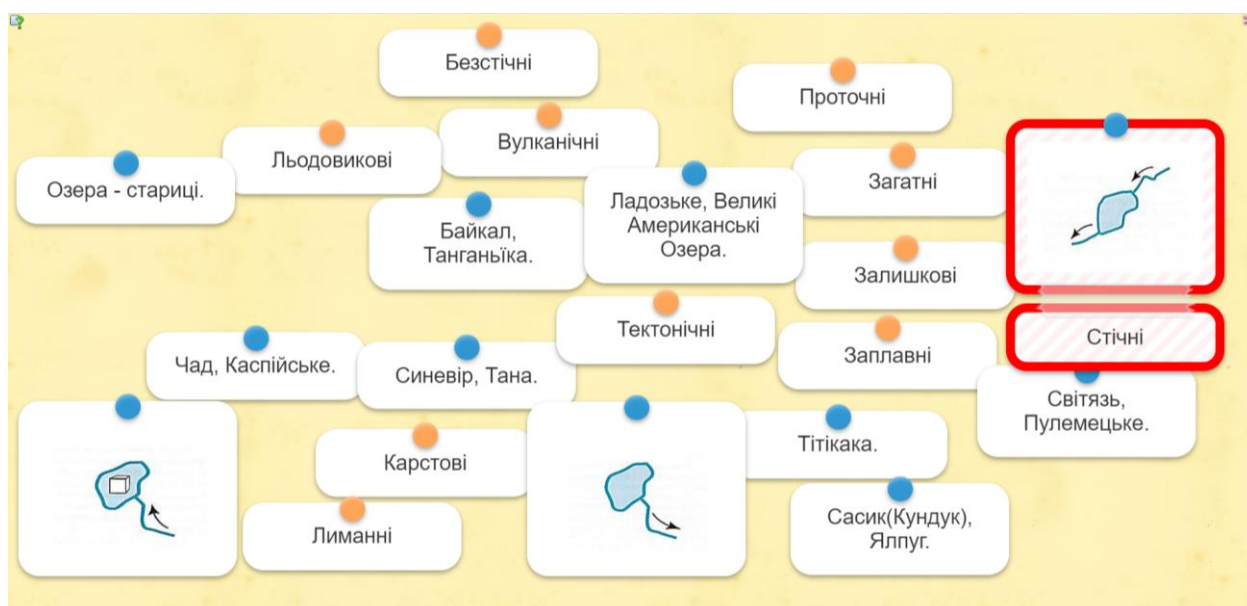 Безстічні
Проточні
Вулканічні
Льодовикові
Озера - стариці.
Загатні
Ладозьке, Великі
Американські
Озера.
Байкал,
Танганьїка.
Залишкові
Тектонічні
Стічні
Заплавні
Чад, Каспійське.
Синевір, Тана.
Світязь,
Пулемецьке.
Тітікака.
Карстові
Лиманні
Сасик(Кундук),
Ялпуг.